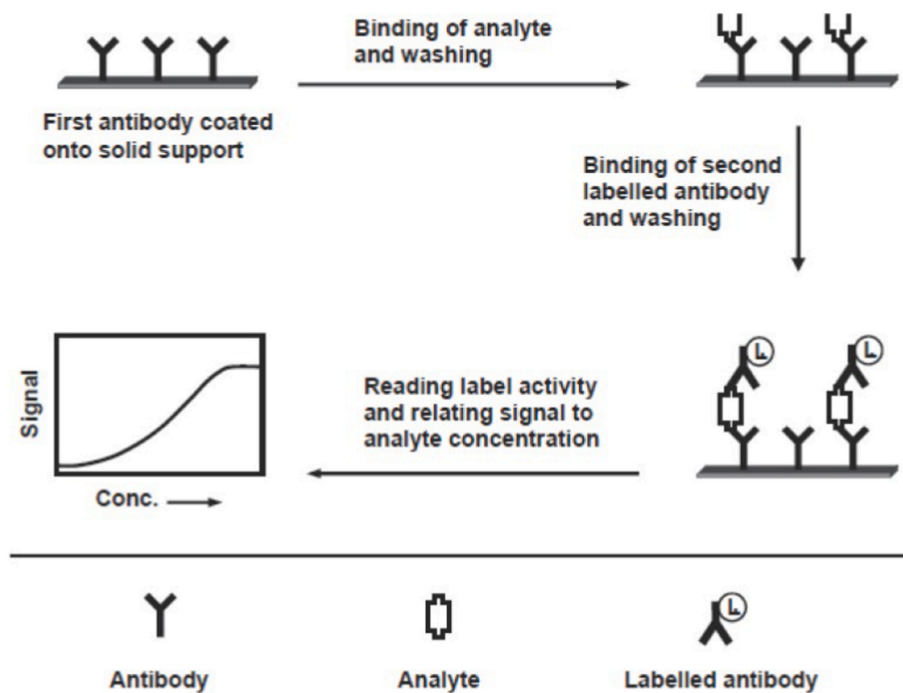 Binding of analyte
and washing
First antibody coated
onto solid support
Binding of second
labelled antibody
and washing
L
L
Signal
Conc.
Reading label activity
and relating signal to
analyte concentration
L
Antibody
Analyte
Labelled antibody